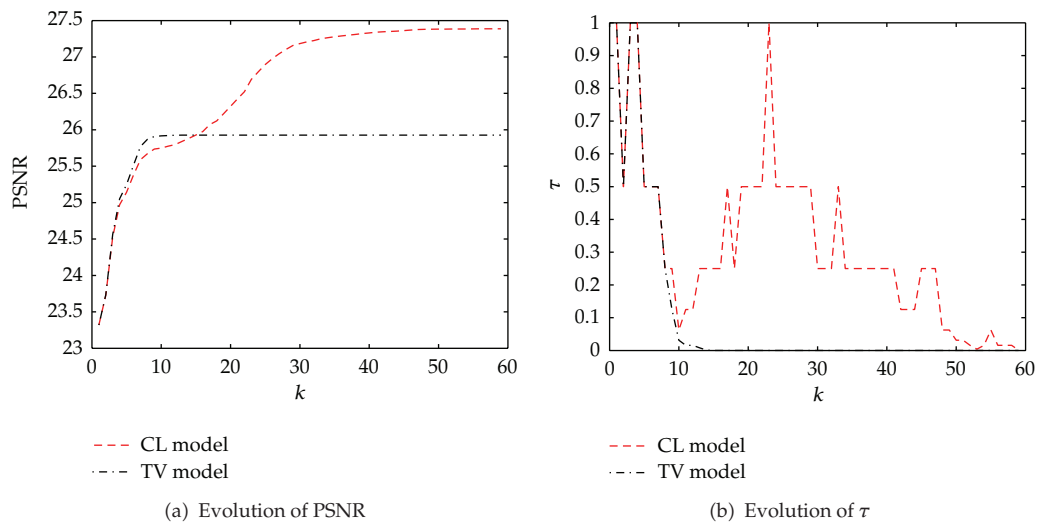 27.5
27
26.5
26
25.5
25
24.5
24
23.5
23
PSNR
0 10 20 30 40 50 60
k
CL model
TV model
(a) Evolution of PSNR
1
0.9
0.8
0.7
0.6
0.5
0.4
0.3
0.2
0.1
0
τ
0 10 20 30 40 50 60
k
CL model
TV model
(b) Evolution of τ